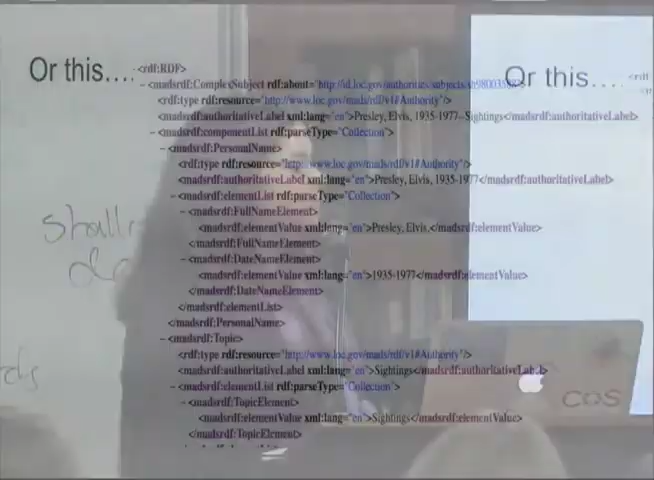 Or this....
<rdf:RDF>
– <madsrdf:ComplexSubject rdf:about="http://id.loc.gov/authorities/subjects/
<rdf:type rdf:resource="http://www.loc.gov/mads/rdf/v1#Authority"/>
<madsrdf:authoritativeLabel xml:lang="en">Presley, Elvis, 1935-1977--Sightings</madsrdf:authoritativeLabel>
– <madsrdf:componentList rdf:parseType="Collection">
– <madsrdf:PersonalName>
<rdf:type rdf:resource="http://www.loc.gov/mads/rdf/v1#Authority"/>
<madsrdf:authoritativeLabel xml:lang="en">Presley, Elvis, 1935-1977</madsrdf:authoritativeLabel>
– <madsrdf:elementList rdf:parseType="Collection">
– <madsrdf:FullNameElement>
<madsrdf:elementValue xml:lang="en">Presley, Elvis,</madsrdf:elementValue>
</madsrdf:FullNameElement>
– <madsrdf:DateNameElement>
<madsrdf:elementValue xml:lang="en">1935-1977</madsrdf:elementValue>
</madsrdf:DateNameElement>
</madsrdf:elementList>
</madsrdf:PersonalName>
– <madsrdf:Topic>
<rdf:type rdf:resource="http://www.loc.gov/mads/rdf/v1#Authority"/>
<madsrdf:authoritativeLabel xml:lang="en">Sightings</madsrdf:authoritativeLabel>
– <madsrdf:elementList rdf:parseType="Collection">
– <madsrdf:TopicElement>
<madsrdf:elementValue xml:lang="en">Sightings</madsrdf:elementValue>
</madsrdf:TopicElement>
Or this....
COS